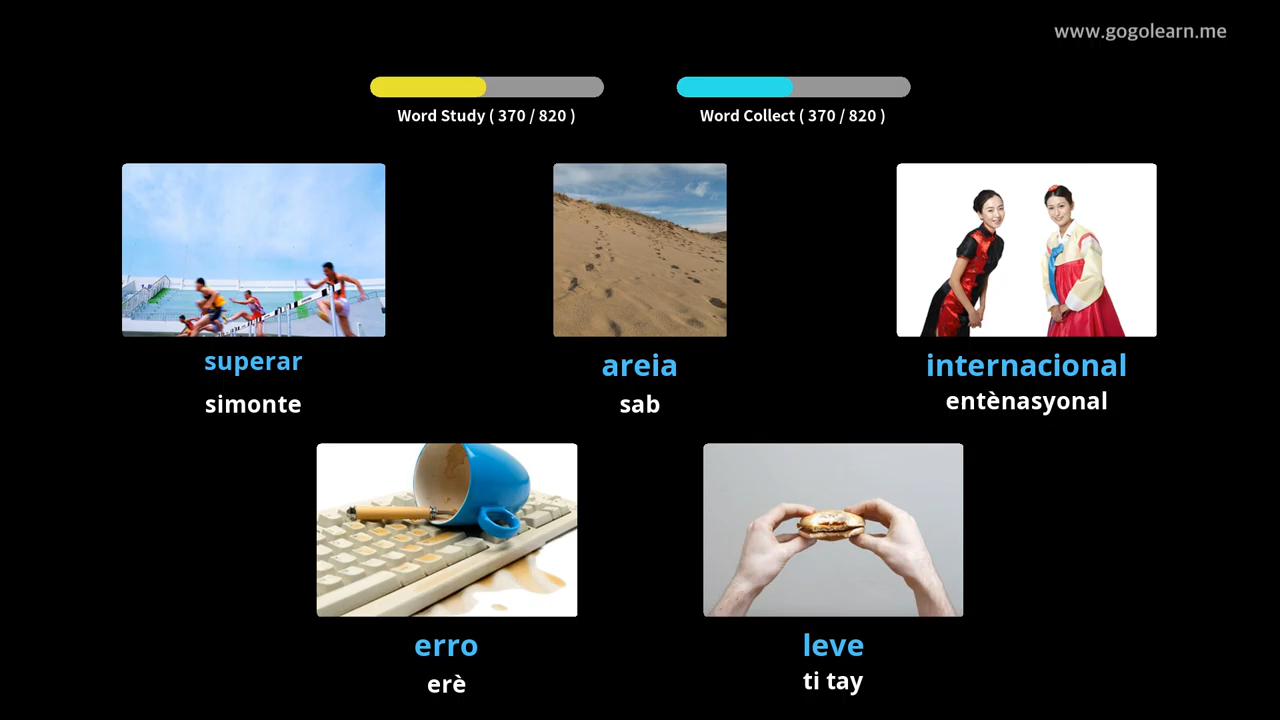 www.gogolearn.me
Word Study ( 370 / 820 )
Word Collect ( 370 / 820 )
superar
simonte
areia
sab
internacional
entènasyonal
erro
erè
leve
ti tay